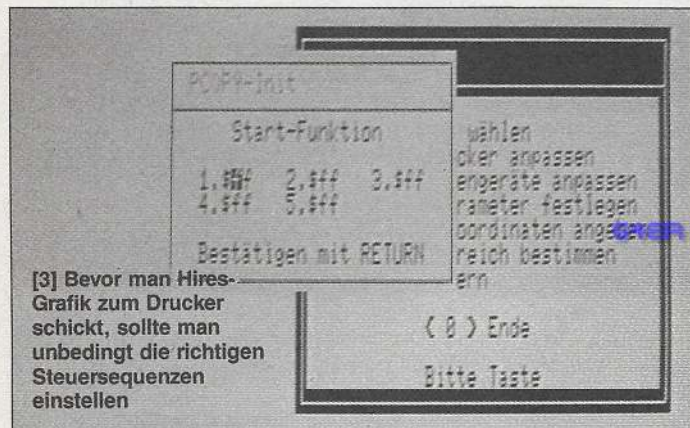 PCVP9-Init
Start-Funktion
1.$ff 2.$ff 3.$ff
4.$ff 5.$ff
Bestätigen mit RETURN
wählen
cker anpassen
engeräte anpassen
rameter festlegen
oordinaten
reich bestimmen
ern
( 0 ) Ende
Bitte Taste
[3] Bevor man Hires-
Grafik zum Drucker
schickt, sollte man
unbedingt die richtigen
Steuersequenzen
einstellen